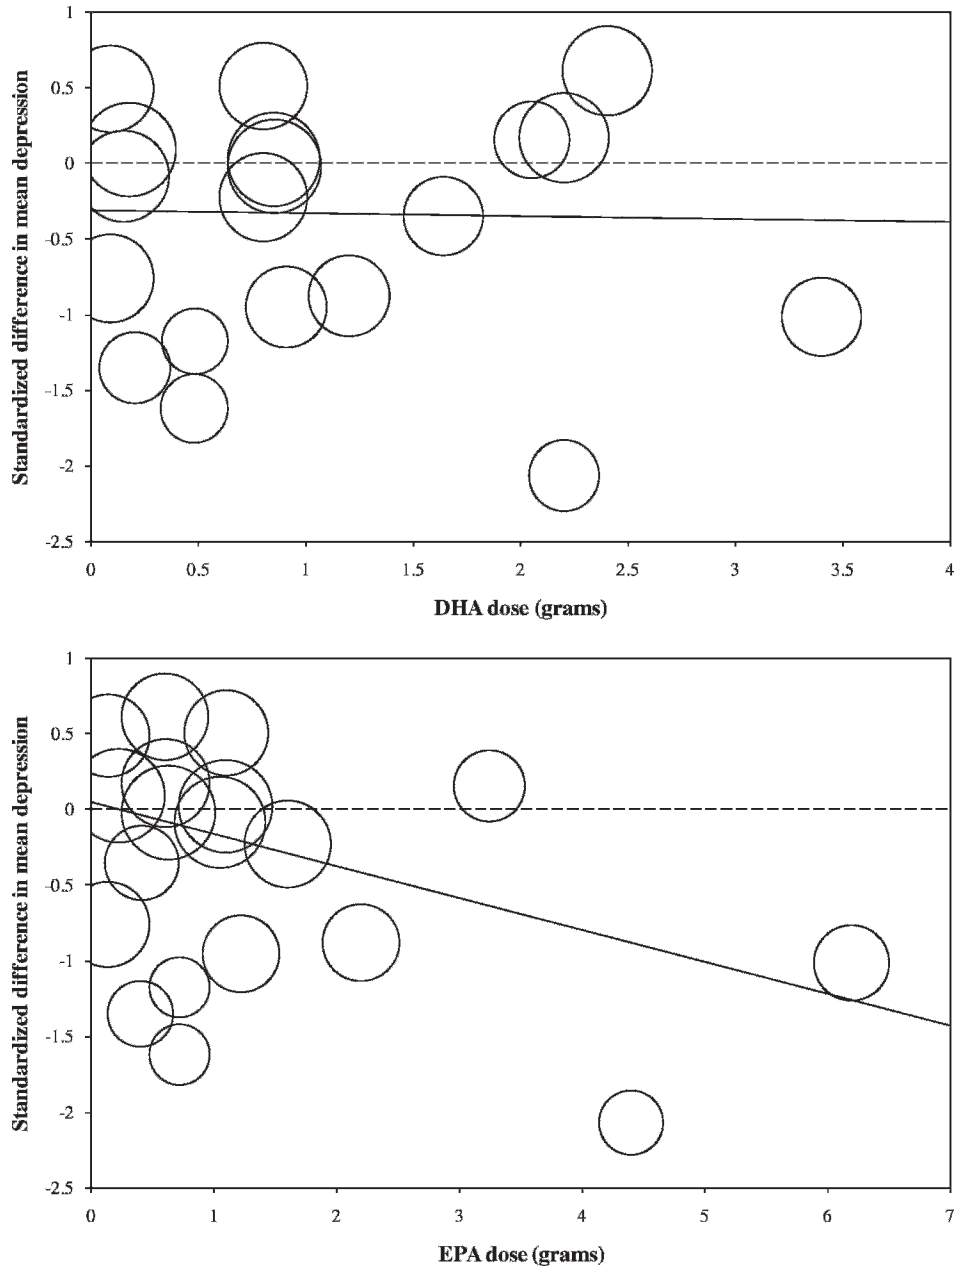 1
0.5
0
-0.5
-1
-1.5
-2
-2.5
Standardized difference in mean depression
0 0.5 1 1.5 2 2.5 3 3.5 4
DHA dose (grams)
1
0.5
0
-0.5
-1
-1.5
-2
-2.5
Standardized difference in mean depression
0 1 2 3 4 5 6 7
EPA dose (grams)